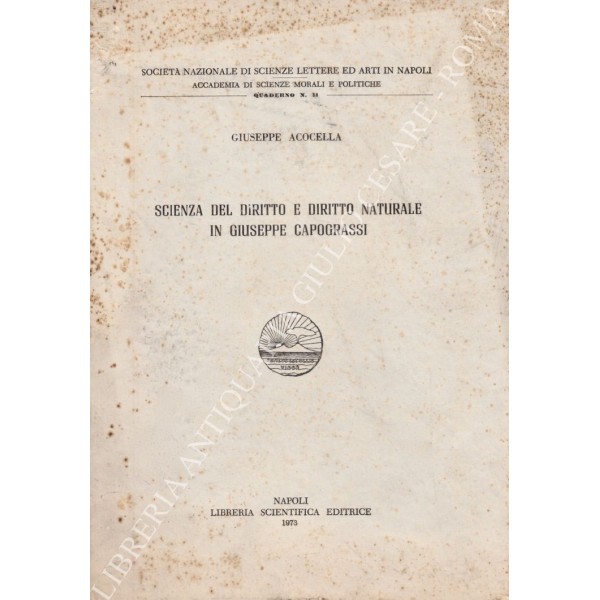 SOCIETÀ NAZIONALE DI SCIENZE LETTERE ED ARTI IN NAPOLI
ACCADEMIA DI SCIENZE MORALI E POLITICHE
GIUSEPPE ACOCELLA
SCIENZA DEL DIRITTO E DIRITTO NATURALE
IN GIUSEPPE CAPOGRASSI
NAPOLI
LIBRERIA SCIENTIFICA EDITRICE
1973
LIBRERIA ANTIQUARIA GIULIO CESARE - ROMA